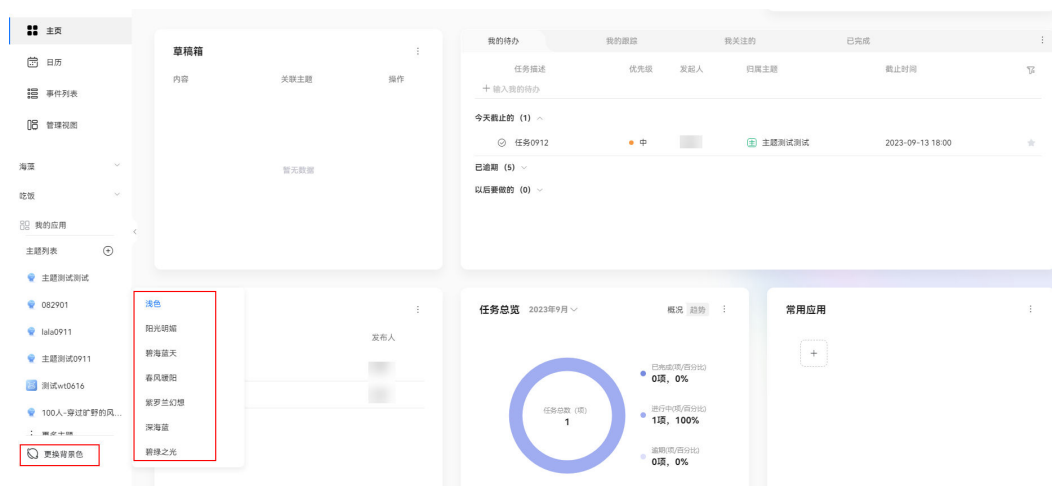 主页
日历
事件列表
管理视图
海藻
吃饭
我的应用
主题列表
主题测试测试
082901
lala0911
主题测试0911
测试wt0616
100人-穿过旷野的风...
更多主题
更换背景色
浅色
阳光明媚
碧海蓝天
春风暖阳
紫罗兰幻想
深海蓝
碧绿之光
草稿箱
内容 关联主题 操作
暂无数据
我的待办 我的跟踪 我关注的 已完成
任务描述 优先级 发起人 归属主题 截止时间
输入我的待办
今天截止的 (1)
任务0912 中 主 主题测试测试 2023-09-13 18:00
已逾期 (5)
以后要做的 (0)
发布人
任务总览 2023年9月 概况 趋势
任务总数 (项)
1
已完成(项/百分比)
0项, 0%
进行中(项/百分比)
1项, 100%
逾期(项/百分比)
0项, 0%
常用应用